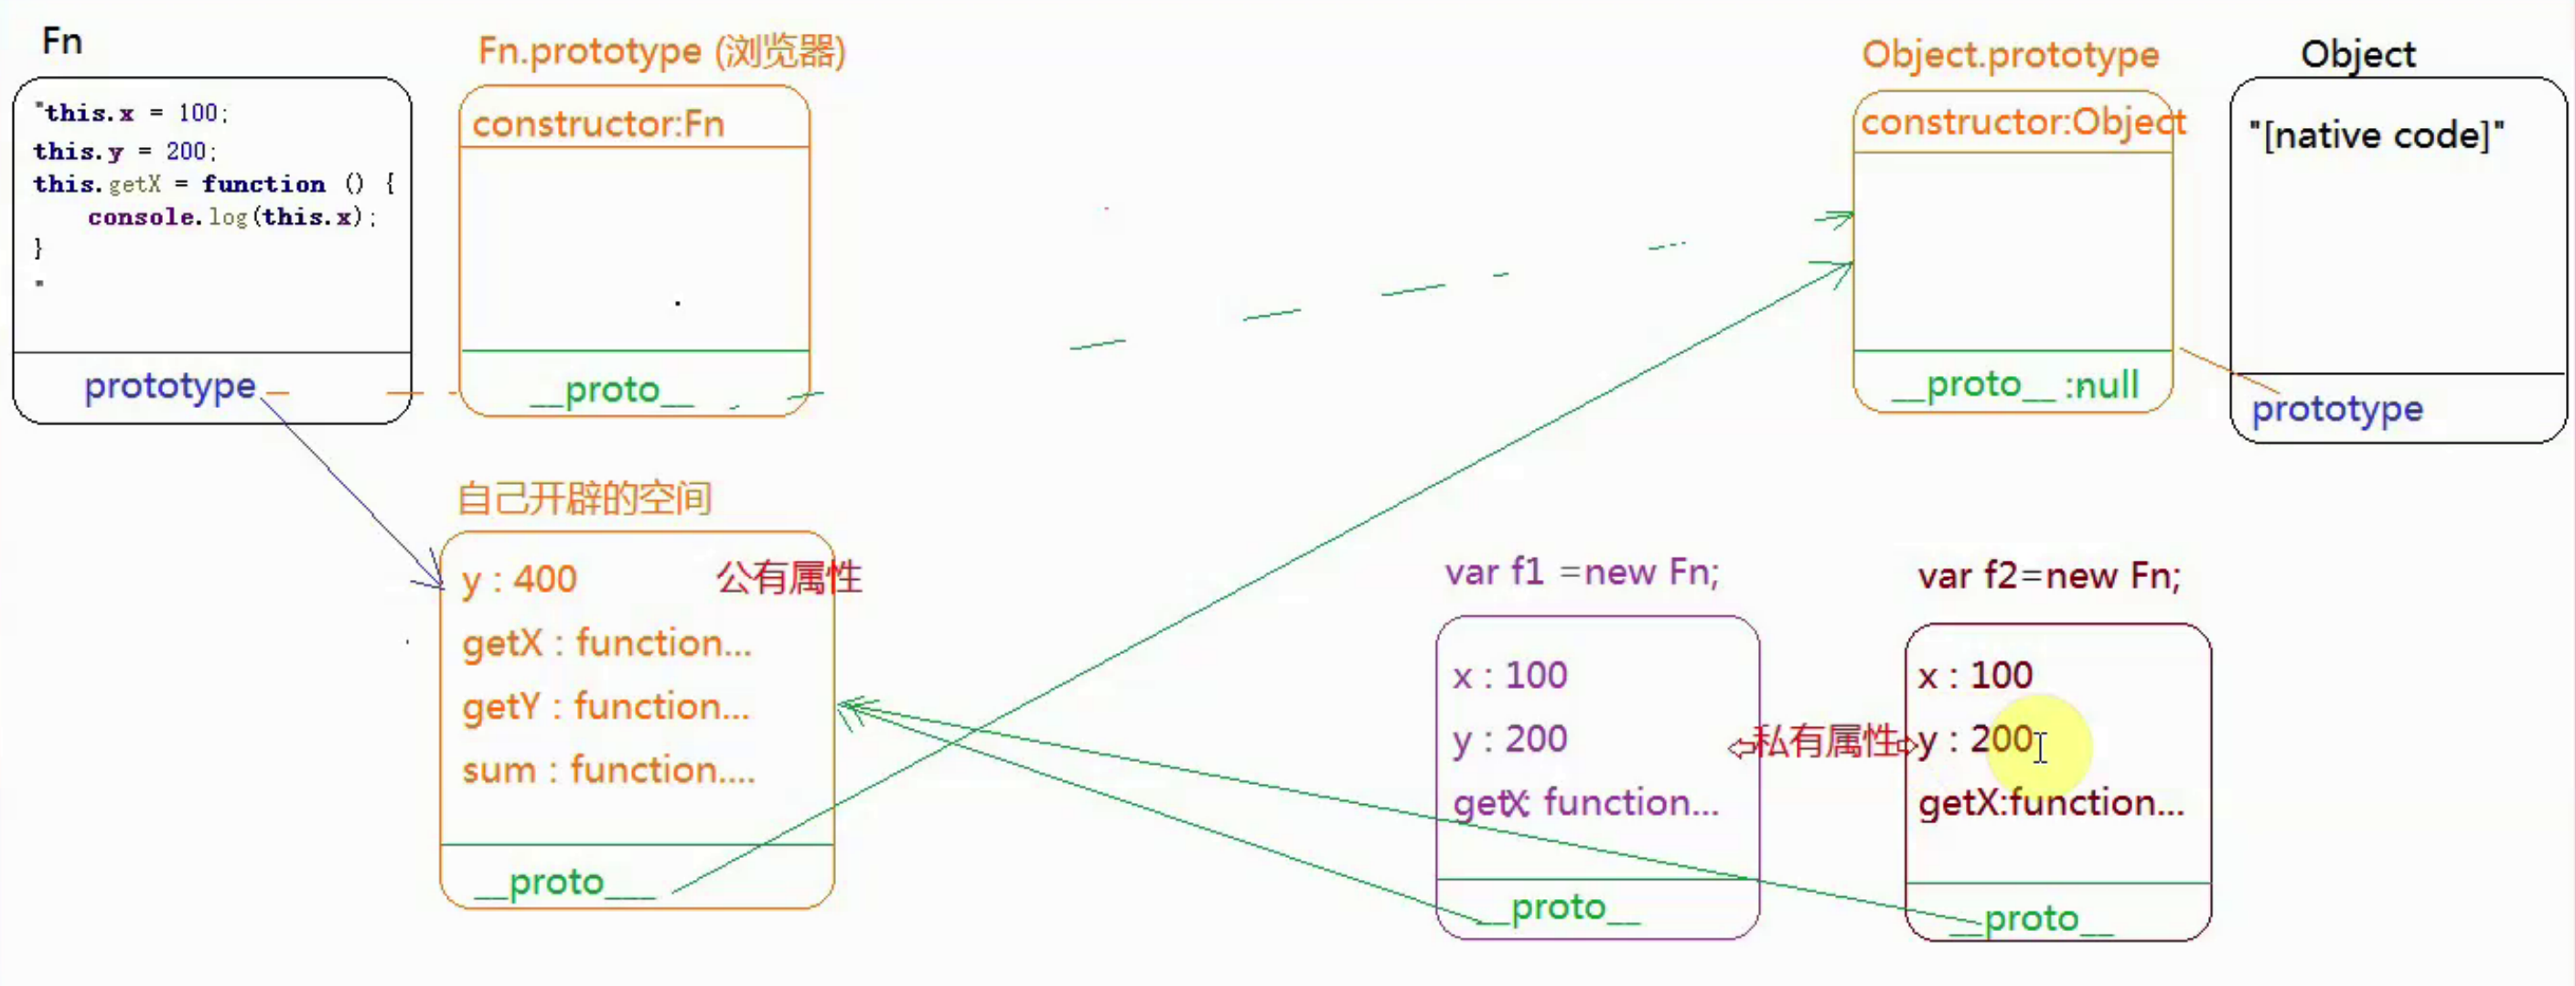 Fn
"this.x = 100;
this.y = 200;
this.getX = function () {
console.log(this.x);
}
"
prototype
Fn.prototype (浏览器)
constructor:Fn
__proto__
Object.prototype
constructor:Object
__proto__ :null
Object
"[native code]"
prototype
自己开辟的空间
y : 400
公有属性
getX : function...
getY : function...
sum : function....
__proto___
var f1 =new Fn;
x : 100
y : 200
getX: function...
__proto__
私有属性
var f2=new Fn;
x : 100
y : 200
getX:function...
__proto__